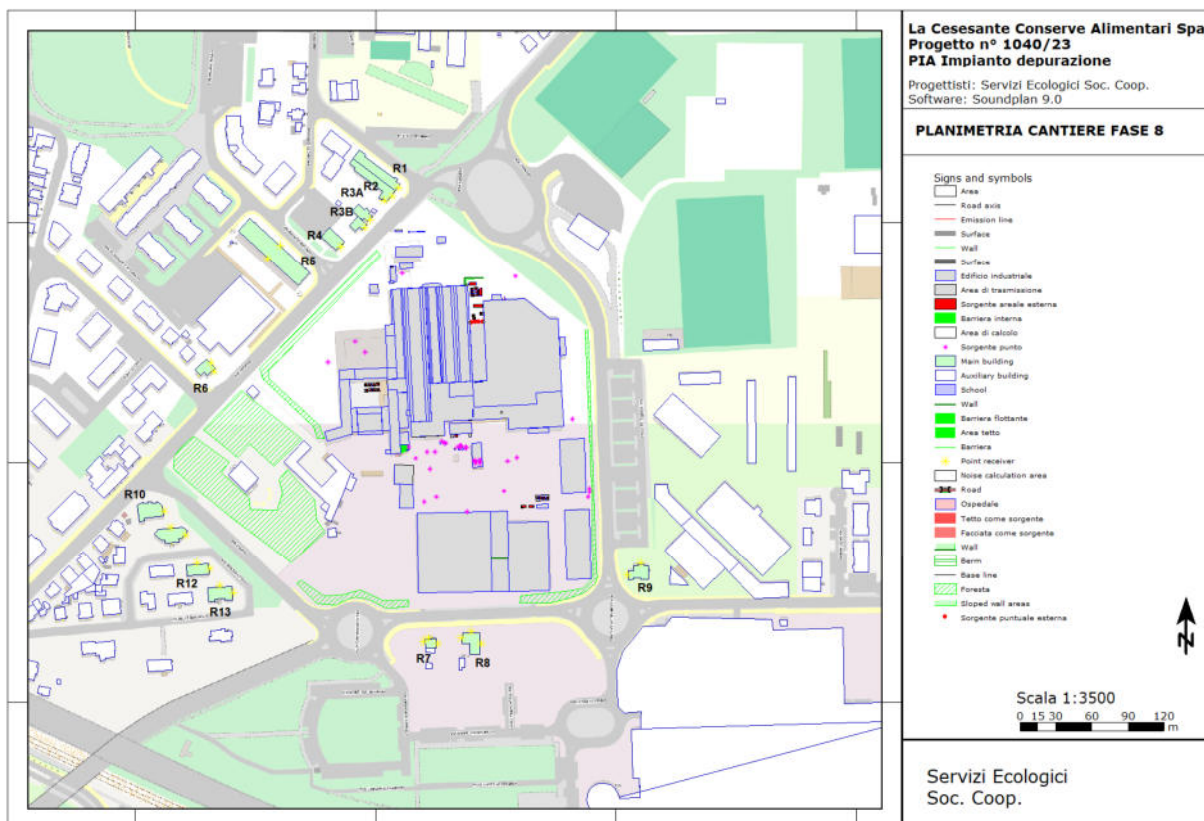 La Cesesante Conserve Alimentari Spa
Progetto n° 1040/23
PIA Impianto depurazione
Progettisti: Servizi Ecologici Soc. Coop.
Software: Soundplan 9.0
PLANIMETRIA CANTIERE FASE 8
Signs and symbols
Area
Road axis
Emission line
Surface
Wall
Surface
Edificio industriale
Area di trasmissione
Sorgente areale esterna
Barriera interna
Area di calcolo
Sorgente punto
Main building
Auxiliary building
School
Wall
Barriera flottante
Area tetto
Barriera
Point receiver
Noise calculation area
Road
Ospedale
Tetto come sorgente
Facciata come sorgente
Wall
Berm
Base line
Foresta
Sloped wall areas
Sorgente puntuale esterna
N
Scala 1:3500
0 15 30 60 90 120
m
Servizi Ecologici
Soc. Coop.
R1
R2
R3A
R3B
R4
R5
R6
R10
R12
R13
R7
R8
R9